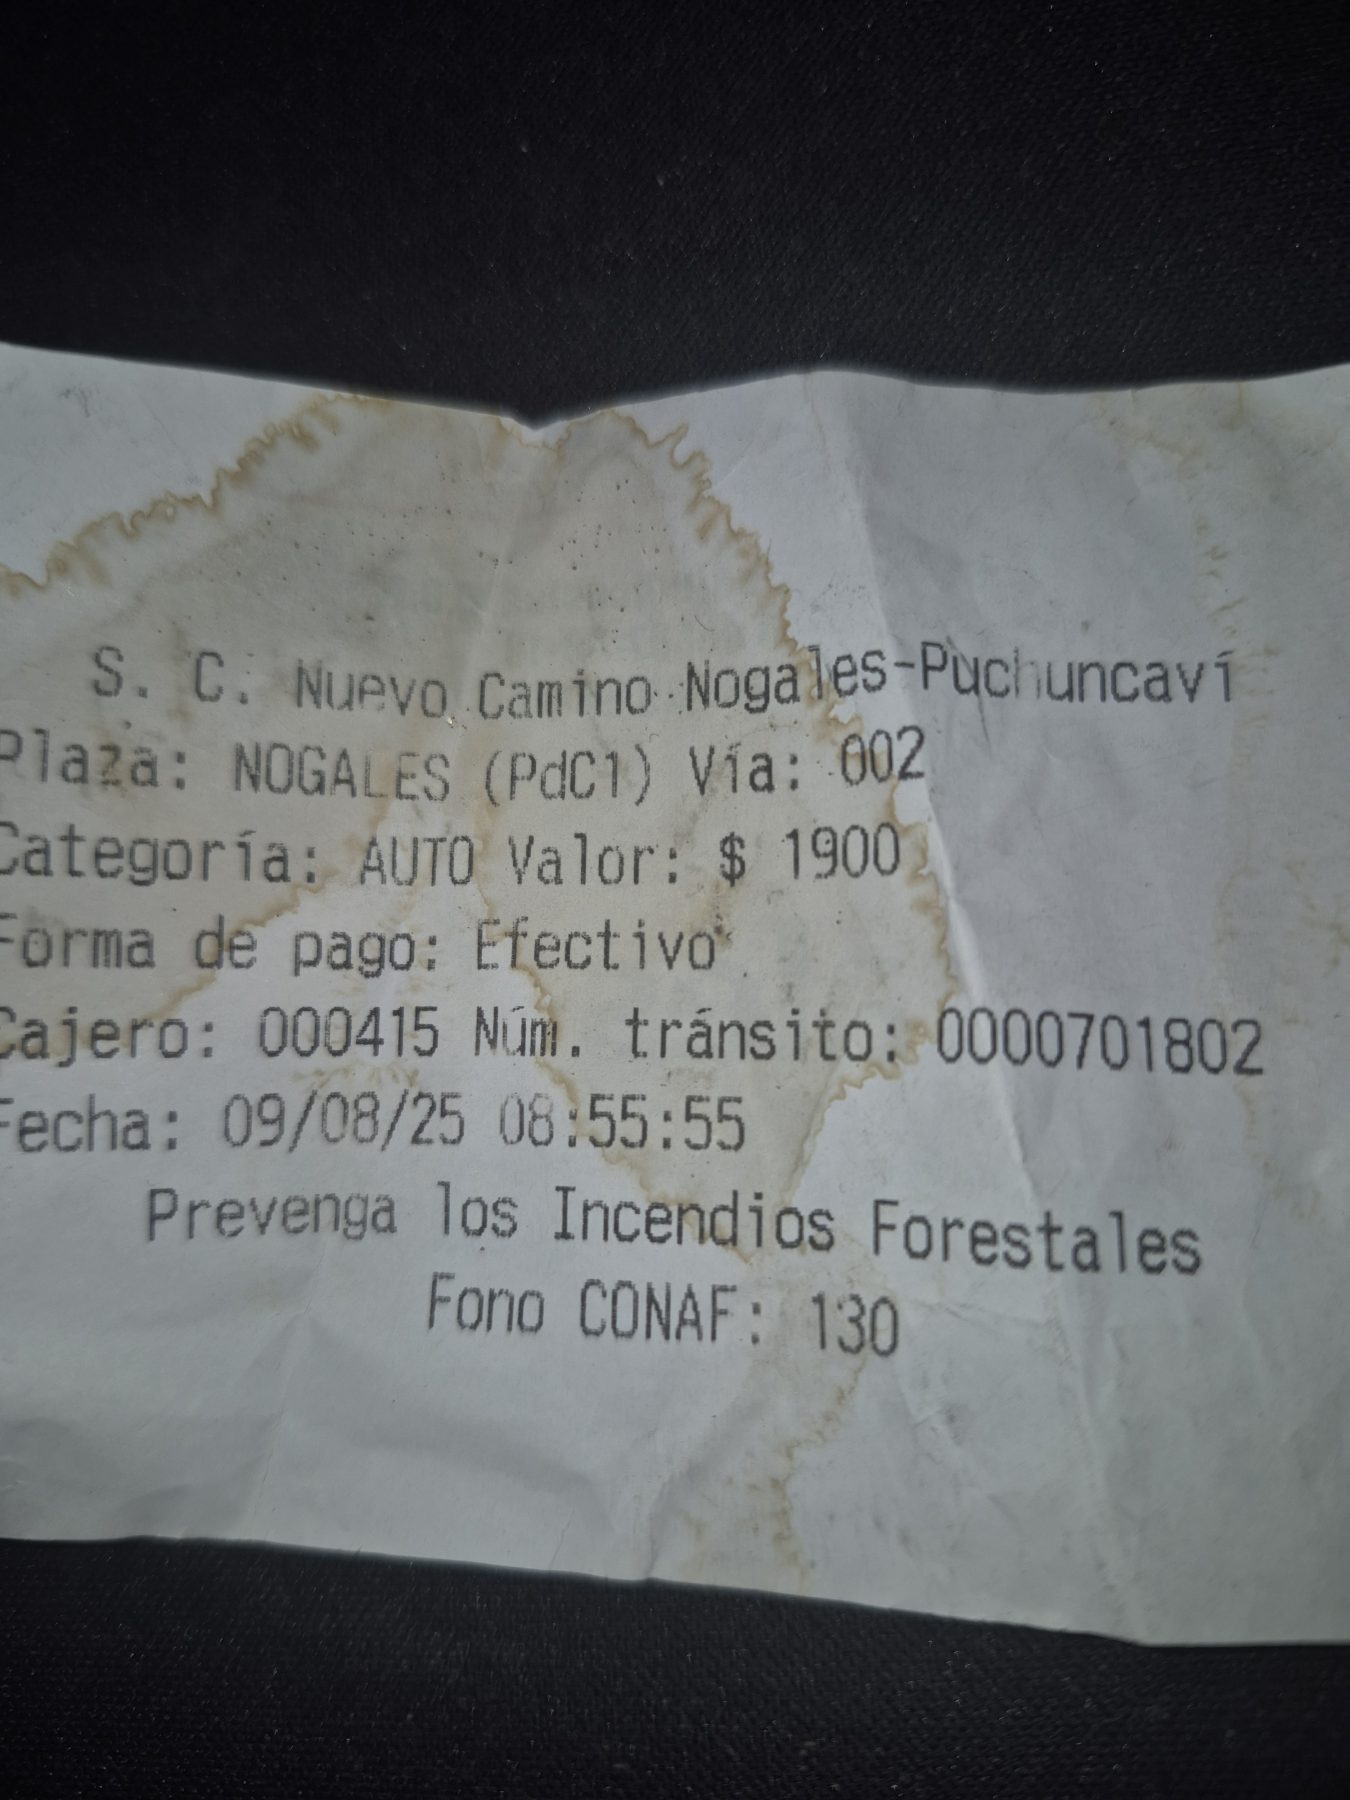 S. C. Nuevo Camino Nogales-Puchuncaví
Plaza: NOGALES (PdC1) Vía: 002
Categoría: AUTO Valor: $ 1900
Forma de pago: Efectivo
Cajero: 000415 Núm. tránsito: 0000701802
Fecha: 09/08/25 08:55:55
Prevenga los Incendios Forestales
Fono CONAF: 130